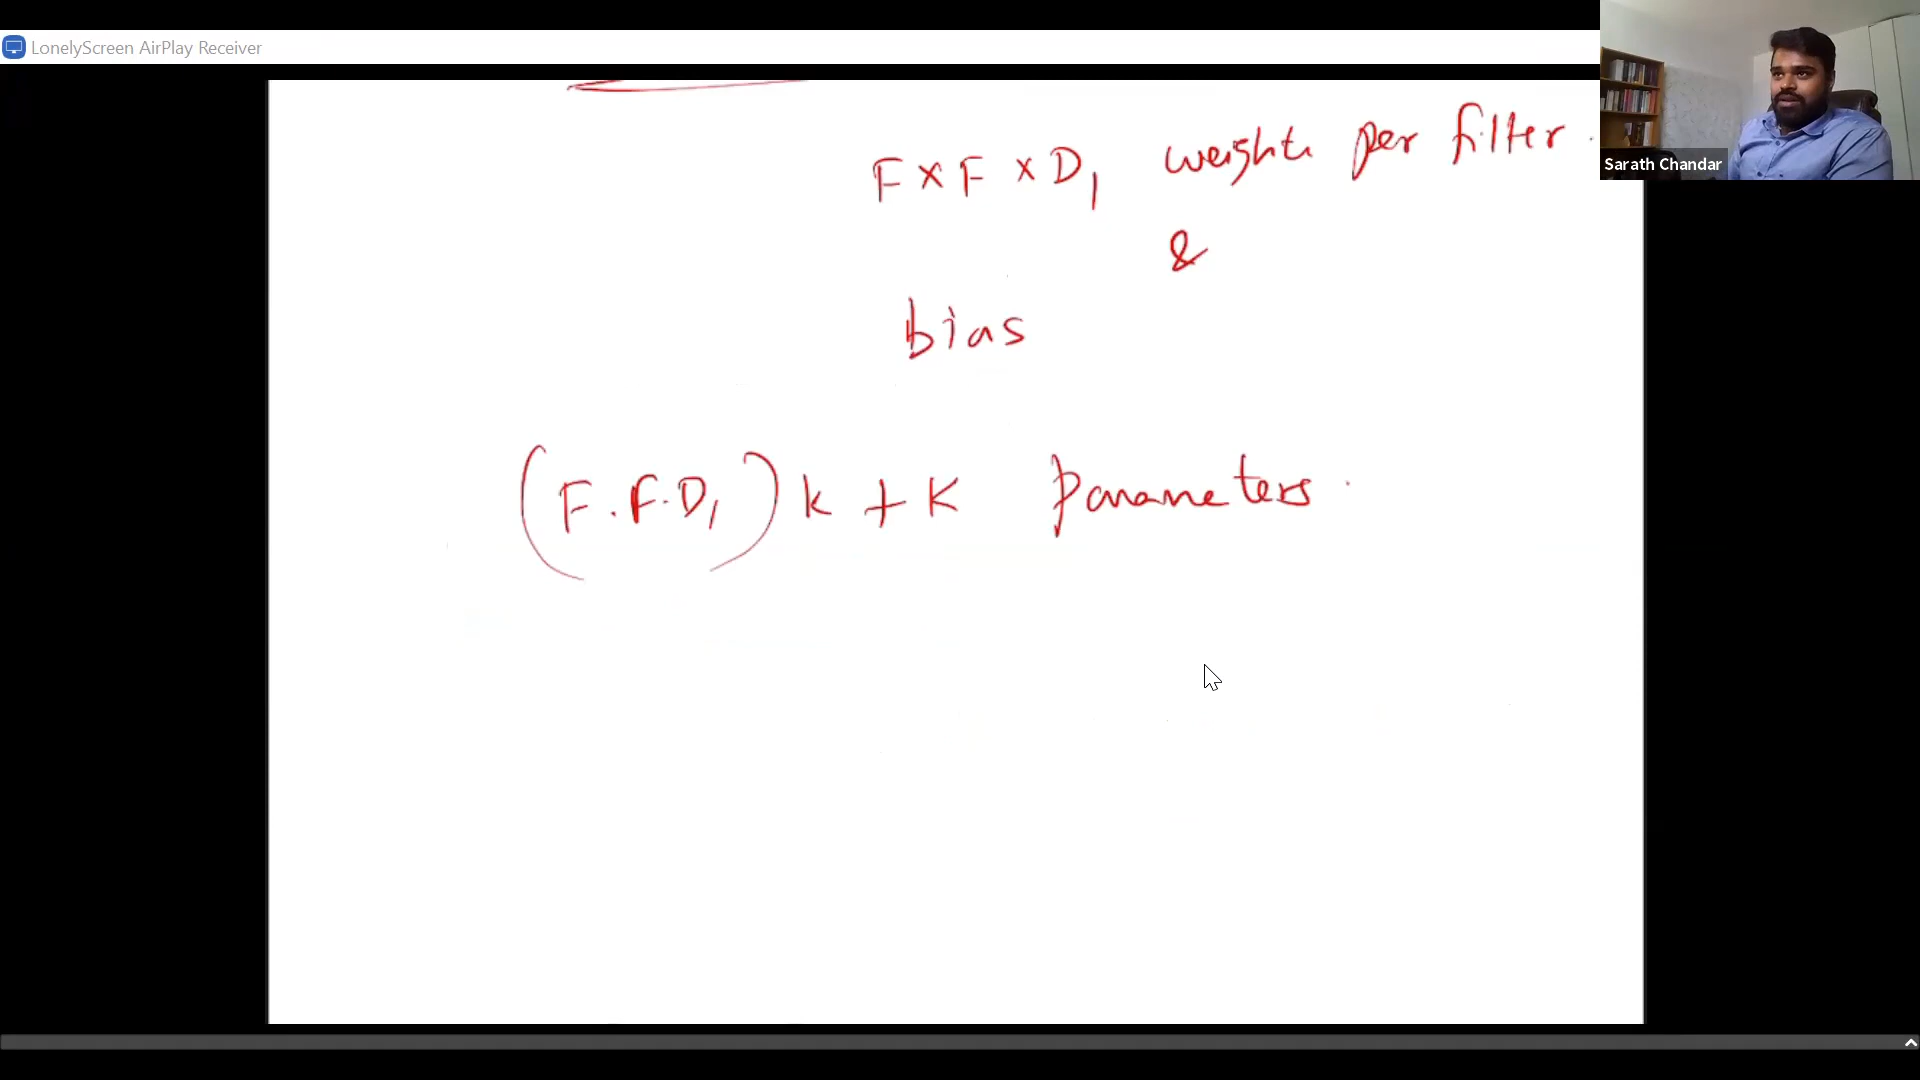 LonelyScreen AirPlay Receiver
Sarath Chandar
F × F × D₁ weights per filter.
&
bias
(F . F . D₁) k + K parameters.